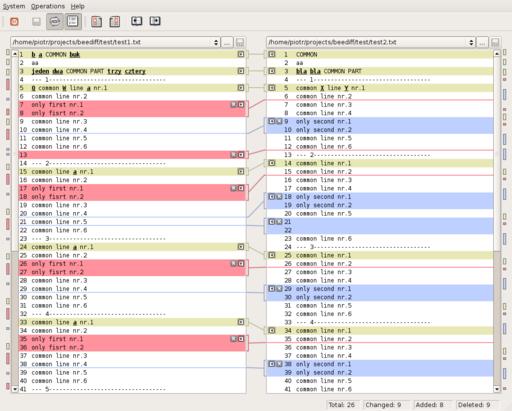 System Operations
/home/piotr/projects/beediff/test/test1.txt ...
1 b a COMMON buk
2 aa
3 jeden dwa COMMON PART trzy cztery
4 --- 1------------------------------
5 Q common W line a nr.1
6 common line nr.2
7 only first nr.1
8 only fisrt nr.2
9 common line nr.3
10 common line nr.4
11 common line nr.5
12 common line nr.6
13
14 --- 2------------------------------
15 common line a nr.1
16 common line nr.2
17 only first nr.1
18 only fisrt nr.2
19 common line nr.3
20 common line nr.4
21 common line nr.5
22 common line nr.6
23 --- 3------------------------------
24 common line a nr.1
25 common line nr.2
26 only first nr.1
27 only fisrt nr.2
28 common line nr.3
29 common line nr.4
30 common line nr.5
31 common line nr.6
32 --- 4------------------------------
33 common line a nr.1
34 common line nr.2
35 only first nr.1
36 only fisrt nr.2
37 common line nr.3
38 common line nr.4
39 common line nr.5
40 common line nr.6
41 --- 5------------------------------
/home/piotr/projects/beediff/test/test2.txt ...
1 COMMON
2 aa
3 bla bla COMMON PART
4 --- 1------------------------------
5 common X line Y nr.1
6 common line nr.2
7 common line nr.3
8 common line nr.4
9 only second nr.1
10 only second nr.2
11 common line nr.5
12 common line nr.6
13 --- 2------------------------------
14 common line nr.1
15 common line nr.2
16 common line nr.3
17 common line nr.4
18 only second nr.1
19 only second nr.2
20 common line nr.5
21
22
23 common line nr.6
24 --- 3------------------------------
25 common line nr.1
26 common line nr.2
27 common line nr.3
28 common line nr.4
29 only second nr.1
30 only second nr.2
31 common line nr.5
32 common line nr.6
33 --- 4------------------------------
34 common line nr.1
35 common line nr.2
36 common line nr.3
37 common line nr.4
38 only second nr.1
39 only second nr.2
40 common line nr.5
41 common line nr.6
Total: 26 Changed: 9 Added: 8 Deleted: 9